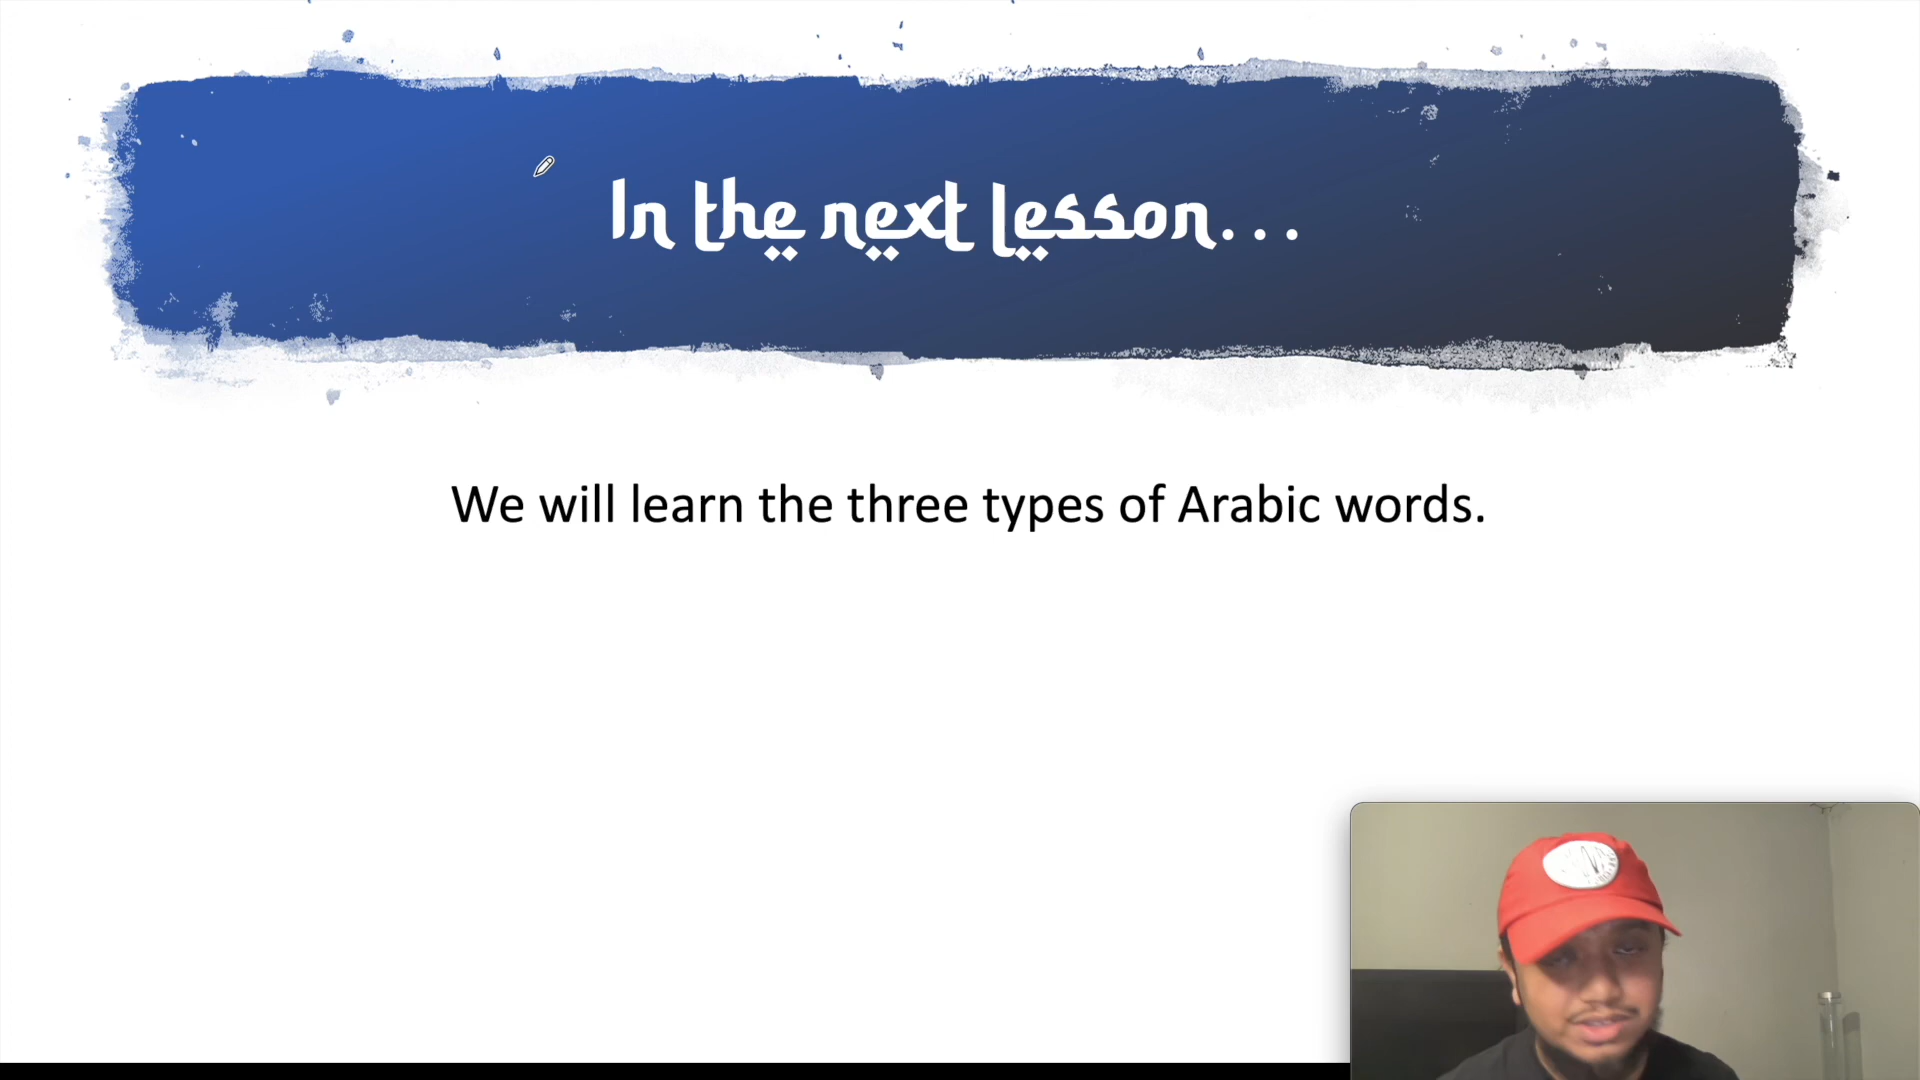 In the next lesson...
We will learn the three types of Arabic words.